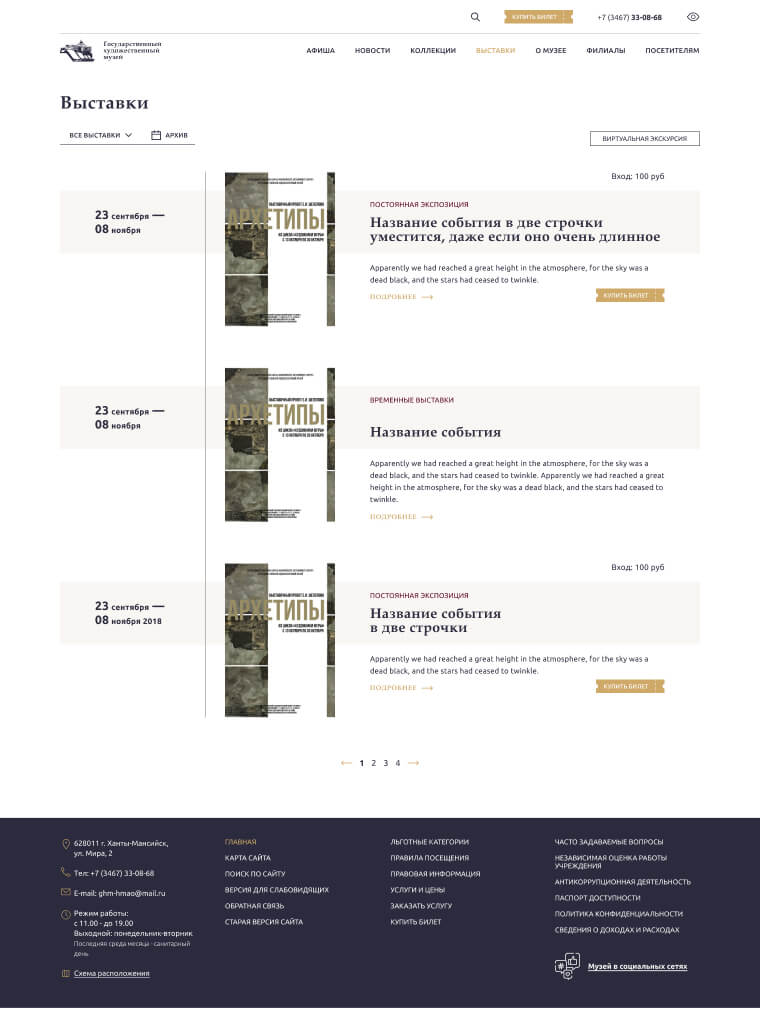 КУПИТЬ БИЛЕТ
+7 (3467) 33-08-68
Государственный
художественный
музей
АФИША
НОВОСТИ
КОЛЛЕКЦИИ
ВЫСТАВКИ
О МУЗЕЕ
ФИЛИАЛЫ
ПОСЕТИТЕЛЯМ
Выставки
ВСЕ ВЫСТАВКИ
АРХИВ
ВИРТУАЛЬНАЯ ЭКСКУРСИЯ
Вход: 100 руб
23 сентября —
08 ноября
АРХЕТИПЫ
ПОСТОЯННАЯ ЭКСПОЗИЦИЯ
Название события в две строчки
уместится, даже если оно очень длинное
Apparently we had reached a great height in the atmosphere, for the sky was a
dead black, and the stars had ceased to twinkle.
ПОДРОБНЕЕ
КУПИТЬ БИЛЕТ
23 сентября —
08 ноября
АРХЕТИПЫ
ВРЕМЕННЫЕ ВЫСТАВКИ
Название события
Apparently we had reached a great height in the atmosphere, for the sky was a
dead black, and the stars had ceased to twinkle. Apparently we had reached a great
height in the atmosphere, for the sky was a dead black, and the stars had ceased to
twinkle.
ПОДРОБНЕЕ
Вход: 100 руб
23 сентября —
08 ноября 2018
АРХЕТИПЫ
ПОСТОЯННАЯ ЭКСПОЗИЦИЯ
Название события
в две строчки
Apparently we had reached a great height in the atmosphere, for the sky was a
dead black, and the stars had ceased to twinkle.
ПОДРОБНЕЕ
КУПИТЬ БИЛЕТ
1 2 3 4
628011 г. Ханты-Мансийск,
ул. Мира, 2
Тел: +7 (3467) 33-08-68
E-mail: ghm-hmao@mail.ru
Режим работы:
с 11.00 - до 19.00
Выходной: понедельник-вторник
Последняя среда месяца - санитарный
день
Схема расположения
ГЛАВНАЯ
КАРТА САЙТА
ПОИСК ПО САЙТУ
ВЕРСИЯ ДЛЯ СЛАБОВИДЯЩИХ
ОБРАТНАЯ СВЯЗЬ
СТАРАЯ ВЕРСИЯ САЙТА
ЛЬГОТНЫЕ КАТЕГОРИИ
ПРАВИЛА ПОСЕЩЕНИЯ
ПРАВОВАЯ ИНФОРМАЦИЯ
УСЛУГИ И ЦЕНЫ
ЗАКАЗАТЬ УСЛУГУ
КУПИТЬ БИЛЕТ
ЧАСТО ЗАДАВАЕМЫЕ ВОПРОСЫ
НЕЗАВИСИМАЯ ОЦЕНКА РАБОТЫ
УЧРЕЖДЕНИЯ
АНТИКОРРУПЦИОННАЯ ДЕЯТЕЛЬНОСТЬ
ПАСПОРТ ДОСТУПНОСТИ
ПОЛИТИКА КОНФИДЕНЦИАЛЬНОСТИ
СВЕДЕНИЯ О ДОХОДАХ И РАСХОДАХ
Музей в социальных сетях